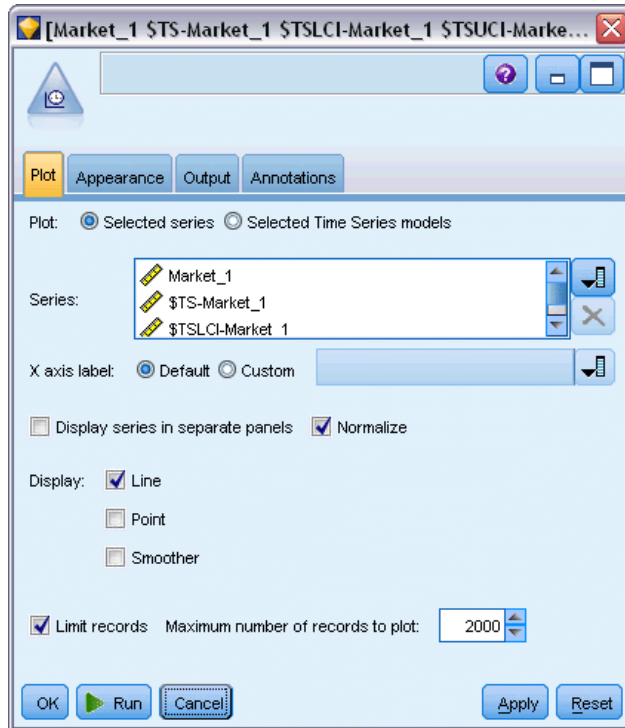 [Market_1 $TS-Market_1 $TSLCI-Market_1 $TSUCI-Marke...
Plot Appearance Output Annotations
Plot: Selected series Selected Time Series models
Series:
Market_1
$TS-Market_1
$TSLCI-Market_1
X axis label: Default Custom
Display series in separate panels Normalize
Display: Line
Point
Smoother
Limit records Maximum number of records to plot: 2000
OK Run Cancel Apply Reset